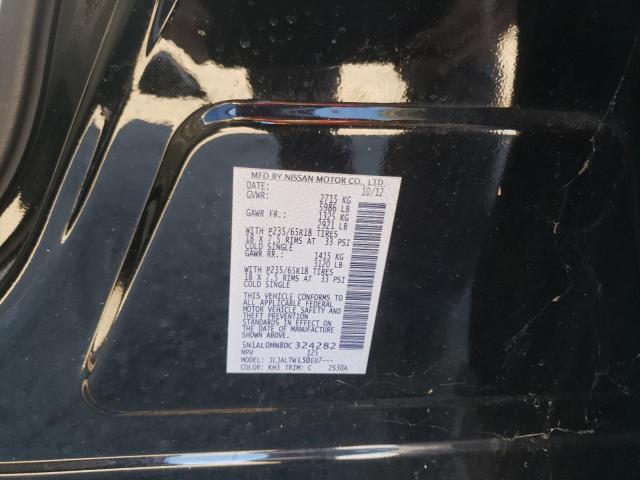 MFD BY NISSAN MOTOR CO., LTD.
DATE: 10/12
GVWR: 2715 KG
5986 LB
GAWR FR.: 1325 KG
2921 LB
WITH P235/65R18 TIRES
18 X 7.5 RIMS AT 33 PSI
COLD SINGLE
GAWR RR.: 1415 KG
3120 LB
WITH P235/65R18 TIRES
18 X 7.5 RIMS AT 33 PSI
COLD SINGLE
THIS VEHICLE CONFORMS TO
ALL APPLICABLE FEDERAL
MOTOR VEHICLE SAFETY AND
THEFT PREVENTION
STANDARDS IN EFFECT ON THE
DATE OF MANUFACTURE SHOWN
ABOVE.
5N1AL0MN8DC324282
MPV 125
MODEL: JLJALTWL50EU7---
COLOR: KH3 TRIM: C 2530A